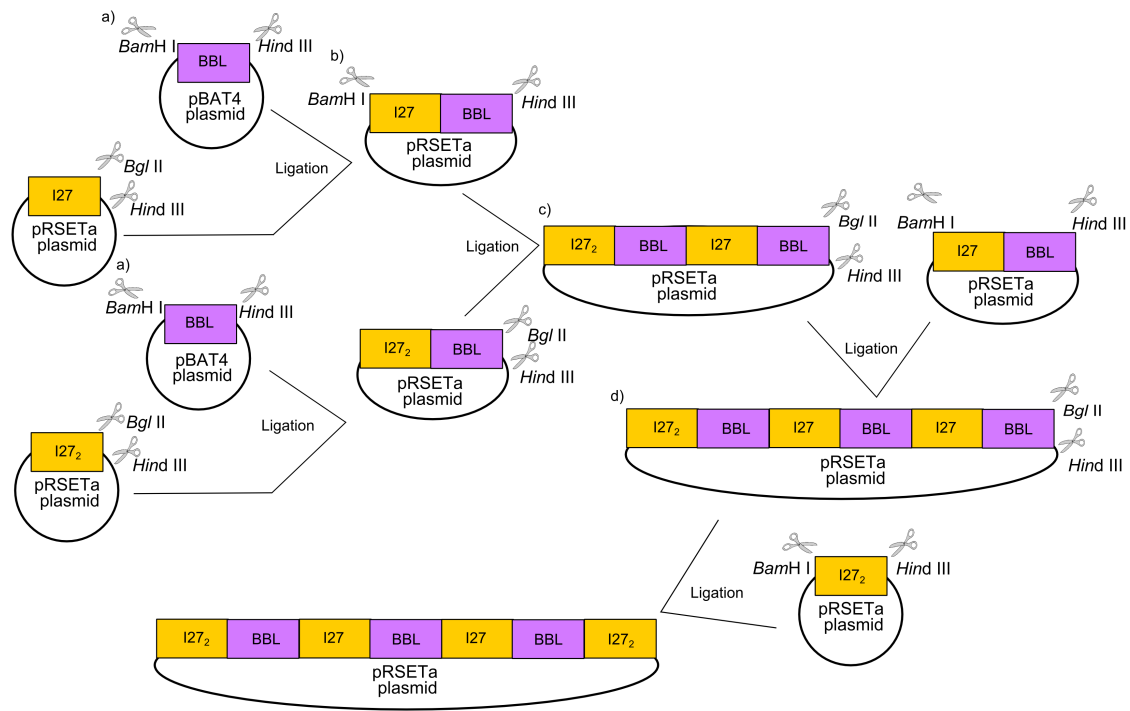 a)
BamH I
Hind III
BBL
pBAT4
plasmid
Bgl II
I27
Hind III
pRSETa
plasmid
Ligation
b)
BamH I
Hind III
I27
BBL
pRSETa
plasmid
a)
BamH I
Hind III
BBL
pBAT4
plasmid
Bgl II
I27₂
Hind III
pRSETa
plasmid
Ligation
I27₂
BBL
Bgl II
Hind III
pRSETa
plasmid
Ligation
c)
Bgl II
I27₂
BBL
I27
BBL
Hind III
pRSETa
plasmid
BamH I
Hind III
I27
BBL
pRSETa
plasmid
Ligation
d)
Bgl II
I27₂
BBL
I27
BBL
I27
BBL
Hind III
pRSETa
plasmid
BamH I
Hind III
I27₂
pRSETa
plasmid
Ligation
I27₂
BBL
I27
BBL
I27
BBL
I27₂
pRSETa
plasmid